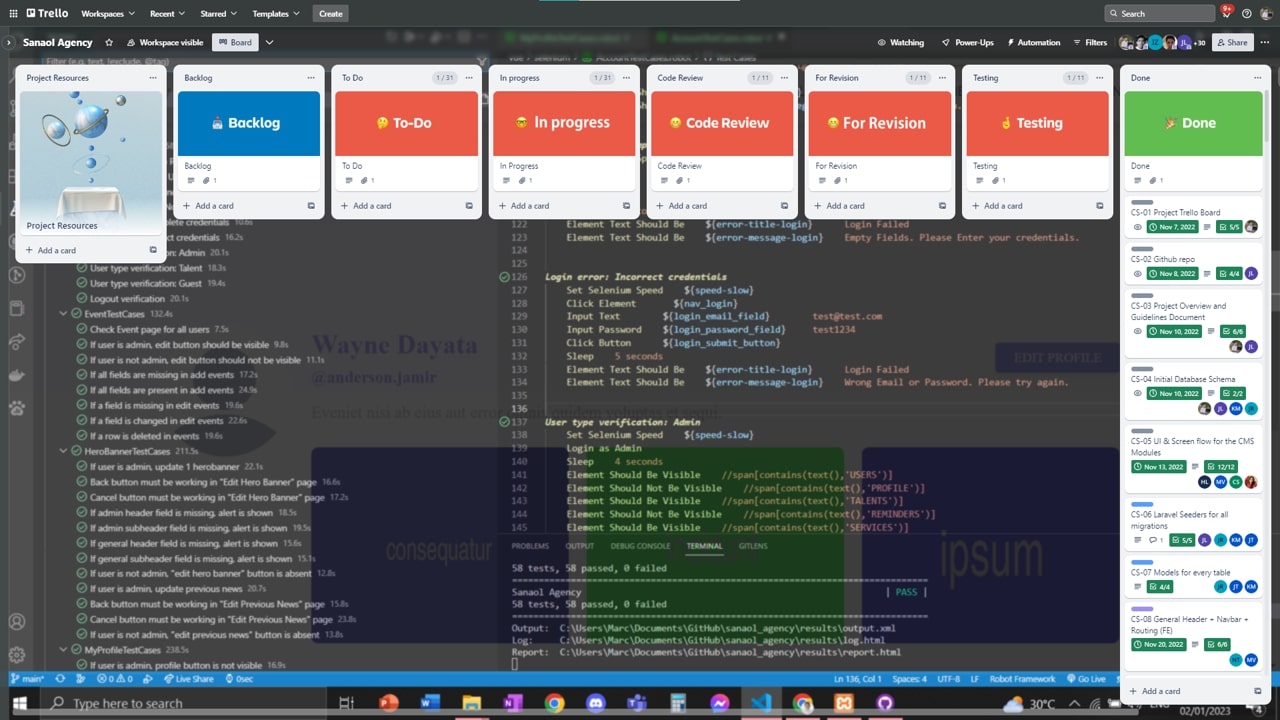 Trello Workspaces Recent Starred Templates Create Search 9+
Sanaol Agency Workspace visible Board Watching Power-Ups Automation Filters +30 Share
Project Resources
Project Resources
Add a card
Backlog
Backlog
Backlog
1
Add a card
To Do 1 / 31
To-Do
To Do
1
Add a card
In progress 1 / 31
In progress
In Progress
1
Add a card
Code Review 1 / 11
Code Review
Code Review
1
Add a card
For Revision 1 / 11
For Revision
For Revision
1
Add a card
Testing 1 / 11
Testing
Testing
1
Add a card
Done
Done
Done
1
CS-01 Project Trello Board
Nov 7, 2022 5/5
CS-02 Github repo
Nov 8, 2022 4/4 JL
CS-03 Project Overview and
Guidelines Document
Nov 10, 2022 6/6
JL
CS-04 Initial Database Schema
Nov 10, 2022 2/2
JL KM JR
CS-05 UI & Screen flow for the CMS
Modules
Nov 13, 2022 12/12
HL MV CS
CS-06 Laravel Seeders for all
migrations
1 5/5 JL JR KM JT
CS-07 Models for every table
4/4 JR JT KM
CS-08 General Header + Navbar +
Routing (FE)
Nov 20, 2022 6/6
MV
Add a card
Filter (e.g. text, !exclude, @tag)
10.6s
credentials 16.2s
Admin 20.1s
User type verification: Talent 18.3s
User type verification: Guest 19.4s
Logout verification 20.1s
EventTestCases 132.4s
Check Event page for all users 7.5s
If user is admin, edit button should be visible 9.8s
If user is not admin, edit button should not be visible 11.1s
If all fields are missing in add events 17.2s
If all fields are present in add events 24.9s
If a field is missing in edit events 19.6s
If a field is changed in edit events 22.6s
If a row is deleted in events 19.6s
HeroBannerTestCases 211.5s
If user is admin, update 1 herobanner 22.1s
Back button must be working in "Edit Hero Banner" page 16.6s
Cancel button must be working in "Edit Hero Banner" page 17.2s
If admin header field is missing, alert is shown 18.5s
If admin subheader field is missing, alert is shown 19.5s
If general header field is missing, alert is shown 15.6s
If general subheader field is missing, alert is shown 15.1s
If user is not admin, "edit hero banner" button is absent 12.8s
If user is admin, update previous news 20.7s
Back button must be working in "Edit Previous News" page 15.8s
Cancel button must be working in "Edit Previous News" page 23.8s
If user is not admin, "edit previous news" button is absent 13.8s
MyProfileTestCases 238.5s
If user is admin, profile button is not visible 16.9s
122 Element Text Should Be ${error-title-login} Login Failed
123 Element Text Should Be ${error-message-login} Empty Fields. Please Enter your credentials.
124
125
126 Login error: Incorrect credentials
127 Set Selenium Speed ${speed-slow}
128 Click Element ${nav_login}
129 Input Text ${login_email_field} test@test.com
130 Input Password ${login_password_field} test1234
131 Click Button ${login_submit_button}
132 Sleep 5 seconds
133 Element Text Should Be ${error-title-login} Login Failed
134 Element Text Should Be ${error-message-login} Wrong Email or Password. Please try again.
135
136
137 User type verification: Admin
138 Set Selenium Speed ${speed-slow}
139 Login as Admin
140 Sleep 4 seconds
141 Element Should Be Visible //span[contains(text(),'USERS')]
142 Element Should Not Be Visible //span[contains(text(),'PROFILE')]
143 Element Should Be Visible //span[contains(text(),'TALENTS')]
144 Element Should Not Be Visible //span[contains(text(),'REMINDERS')]
145 Element Should Be Visible //span[contains(text(),'SERVICES')]
Wayne Dayata
@anderson.jamir
EDIT PROFILE
consequatur
ipsum
PROBLEMS OUTPUT DEBUG CONSOLE TERMINAL GITLENS
58 tests, 58 passed, 0 failed
Sanaol Agency | PASS |
58 tests, 58 passed, 0 failed
Output: C:\Users\Marc\Documents\GitHub\sanaol_agency\results\output.xml
Log: C:\Users\Marc\Documents\GitHub\sanaol_agency\results\log.html
Report: C:\Users\Marc\Documents\GitHub\sanaol_agency\results\report.html
main* 0 0 Live Share 0sec Ln 136, Col 1 Spaces: 4 UTF-8 LF Robot Framework Go Live
Type here to search 30°C ENG
02/01/2023